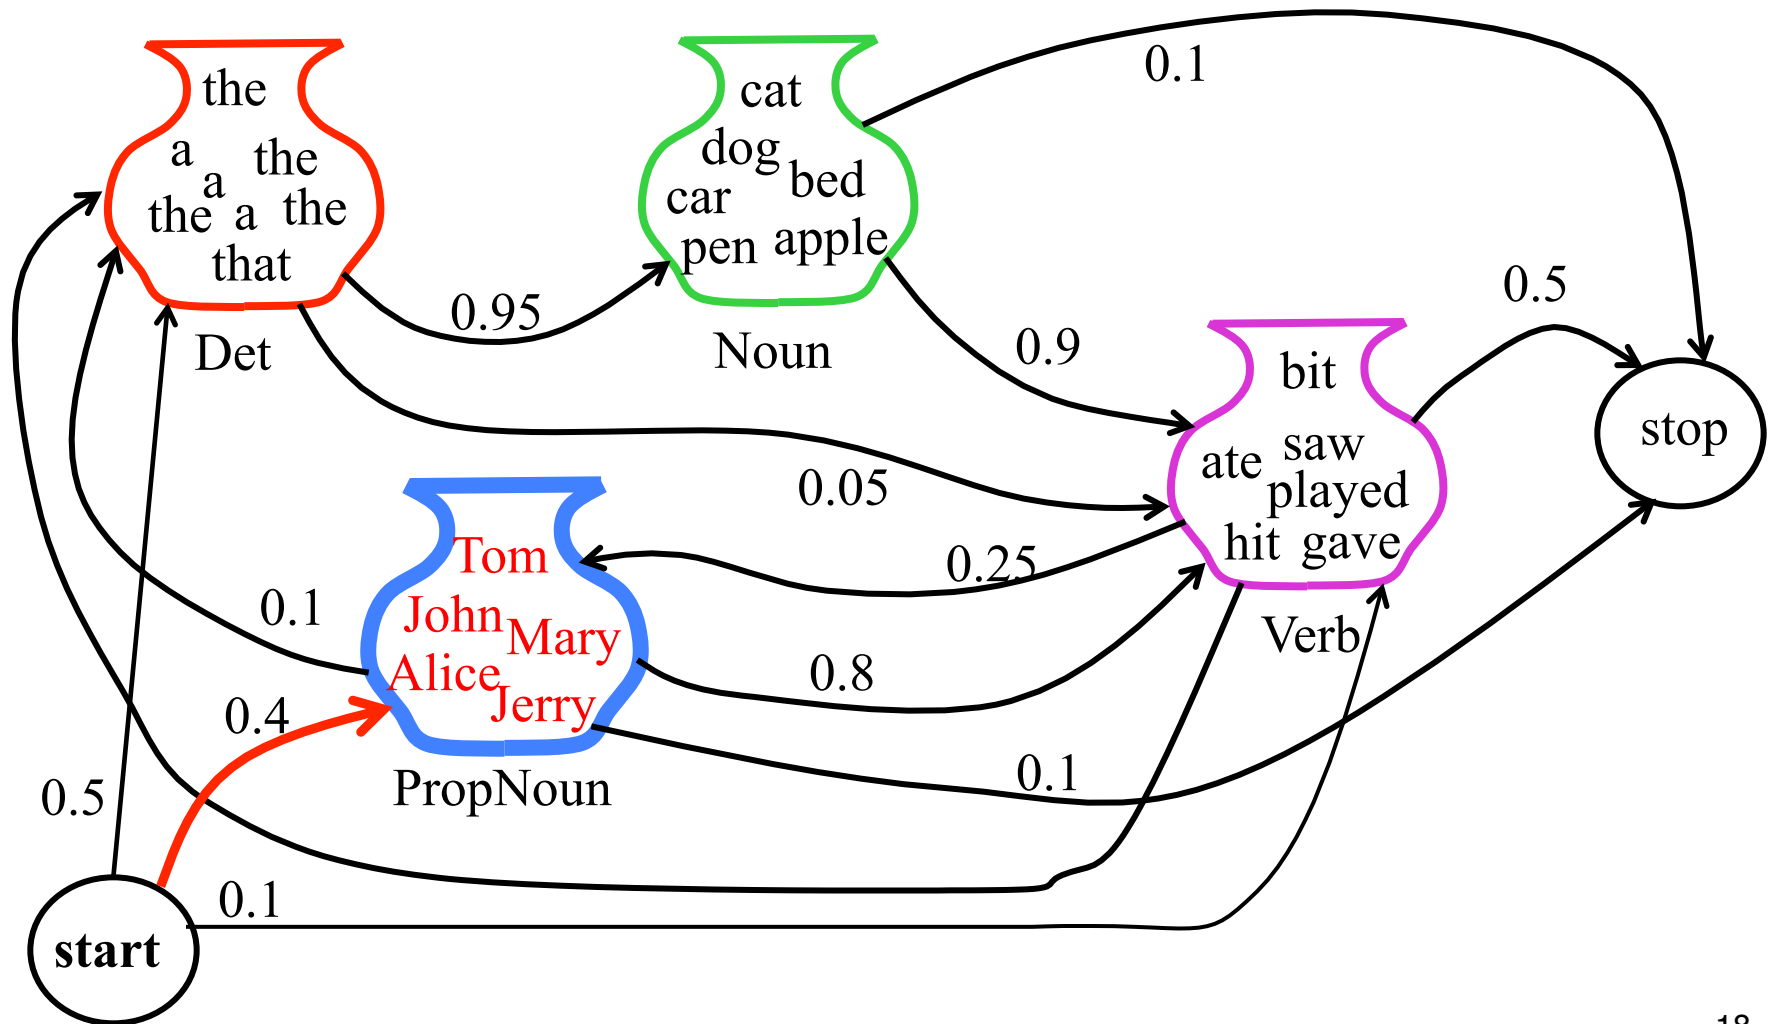 the
a the
a
the a the
that
Det
cat
dog
bed
car
pen apple
Noun
0.1
0.95
0.9
0.5
bit
saw
ate
played
hit gave
Verb
stop
0.05
0.25
Tom
John
Mary
Alice
Jerry
PropNoun
0.1
0.8
0.4
0.1
0.5
0.1
start